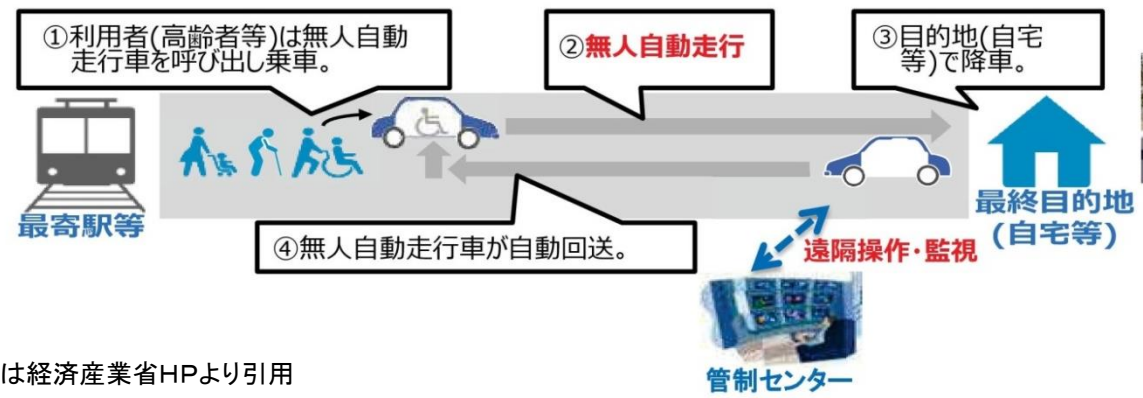 ①利用者(高齢者等)は無人自動
走行車を呼び出し乗車。
②無人自動走行
③目的地(自宅
等)で降車。
最寄駅等
最終目的地
(自宅等)
④無人自動走行車が自動回送。
遠隔操作・監視
管制センター
は経済産業省HPより引用